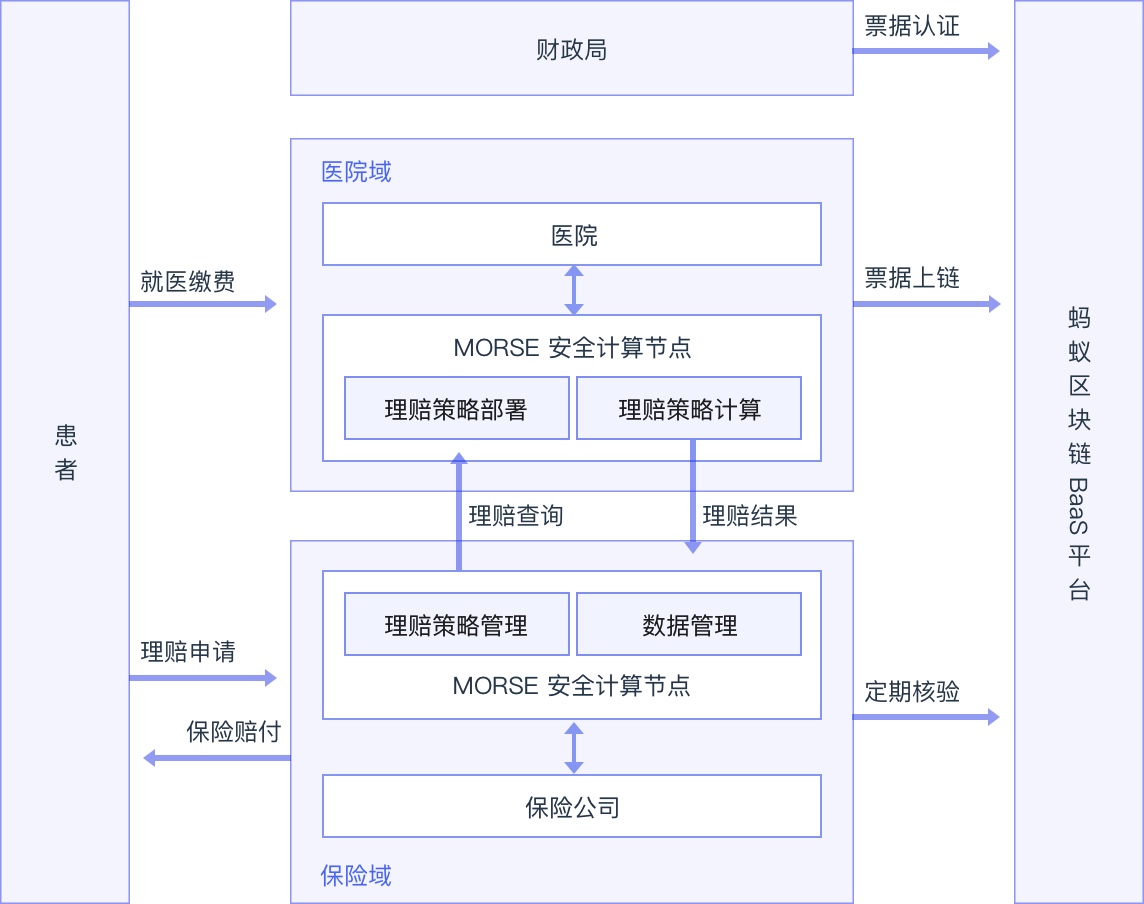 财政局
票据认证
医院域
医院
就医缴费
票据上链
MORSE 安全计算节点
理赔策略部署
理赔策略计算
患者
蚂蚁区块链 BaaS 平台
理赔查询
理赔结果
理赔策略管理
数据管理
理赔申请
MORSE 安全计算节点
定期核验
保险赔付
保险公司
保险域